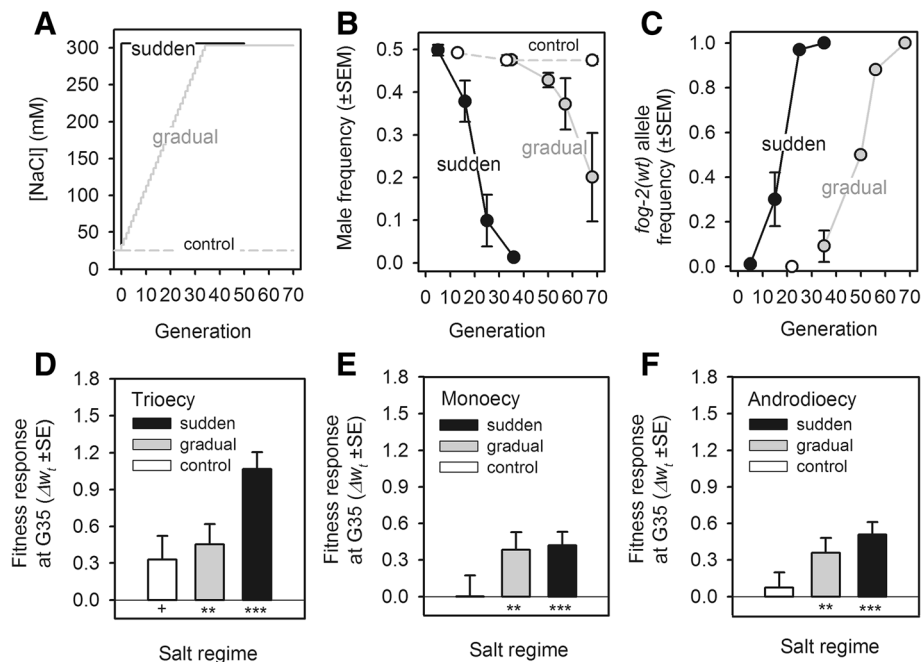 A
[NaCl] (mM)
300
250
200
150
100
50
0
sudden
gradual
control
0 10 20 30 40 50 60 70
Generation
B
Male frequency (±SEM)
0.5
0.4
0.3
0.2
0.1
0.0
control
sudden
gradual
0 10 20 30 40 50 60 70
Generation
C
fog-2(wt) allele
frequency (±SEM)
1.0
0.8
0.6
0.4
0.2
0.0
sudden
gradual
0 10 20 30 40 50 60 70
Generation
D
Fitness response
at G35 (Δwₜ ±SE)
1.8
1.5
1.2
0.9
0.6
0.3
0.0
Trioecy
sudden
gradual
control
+ ** ***
Salt regime
E
Fitness response
at G35 (Δwₜ ±SE)
1.8
1.5
1.2
0.9
0.6
0.3
0.0
Monoecy
sudden
gradual
control
** ***
Salt regime
F
Fitness response
at G35 (Δwₜ ±SE)
1.8
1.5
1.2
0.9
0.6
0.3
0.0
Androdioecy
sudden
gradual
control
** ***
Salt regime